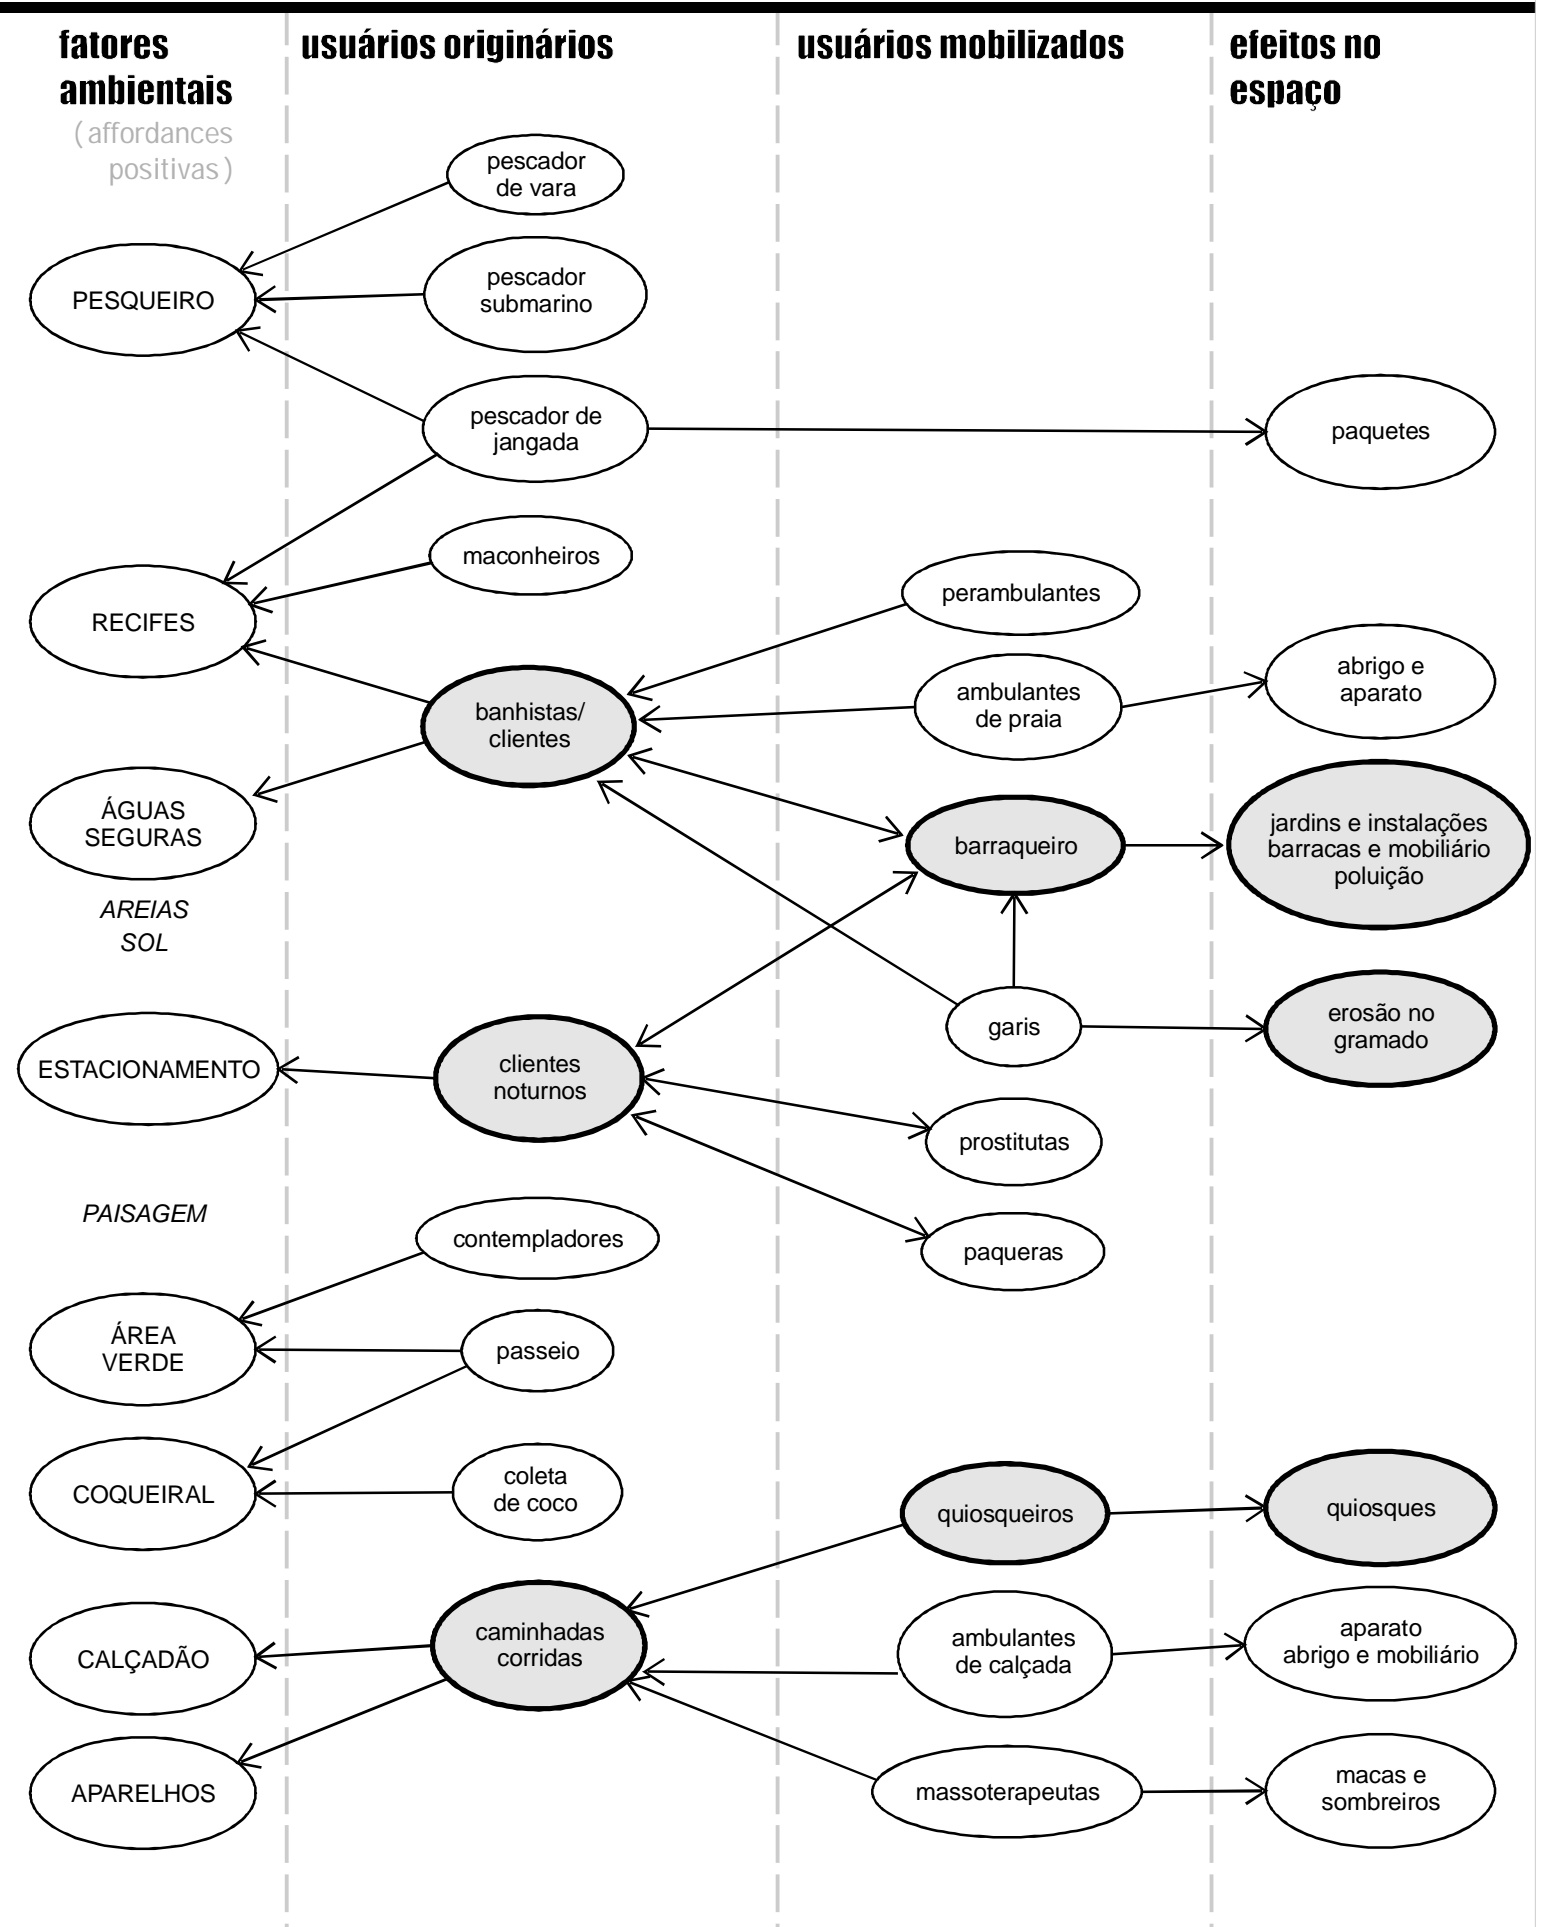 fatores
ambientais
(affordances
positivas)
usuários originários
usuários mobilizados
efeitos no
espaço
pescador
de vara
PESQUEIRO
pescador
submarino
pescador de
jangada
paquetes
maconheiros
RECIFES
perambulantes
banhistas/
clientes
ambulantes
de praia
abrigo e
aparato
ÁGUAS
SEGURAS
barraqueiro
jardins e instalações
barracas e mobiliário
poluição
AREIAS
SOL
garis
erosão no
gramado
ESTACIONAMENTO
clientes
noturnos
prostitutas
PAISAGEM
contempladores
paqueras
ÁREA
VERDE
passeio
COQUEIRAL
coleta
de coco
quiosqueiros
quiosques
CALÇADÃO
caminhadas
corridas
ambulantes
de calçada
aparato
abrigo e mobiliário
APARELHOS
massoterapeutas
macas e
sombreiros